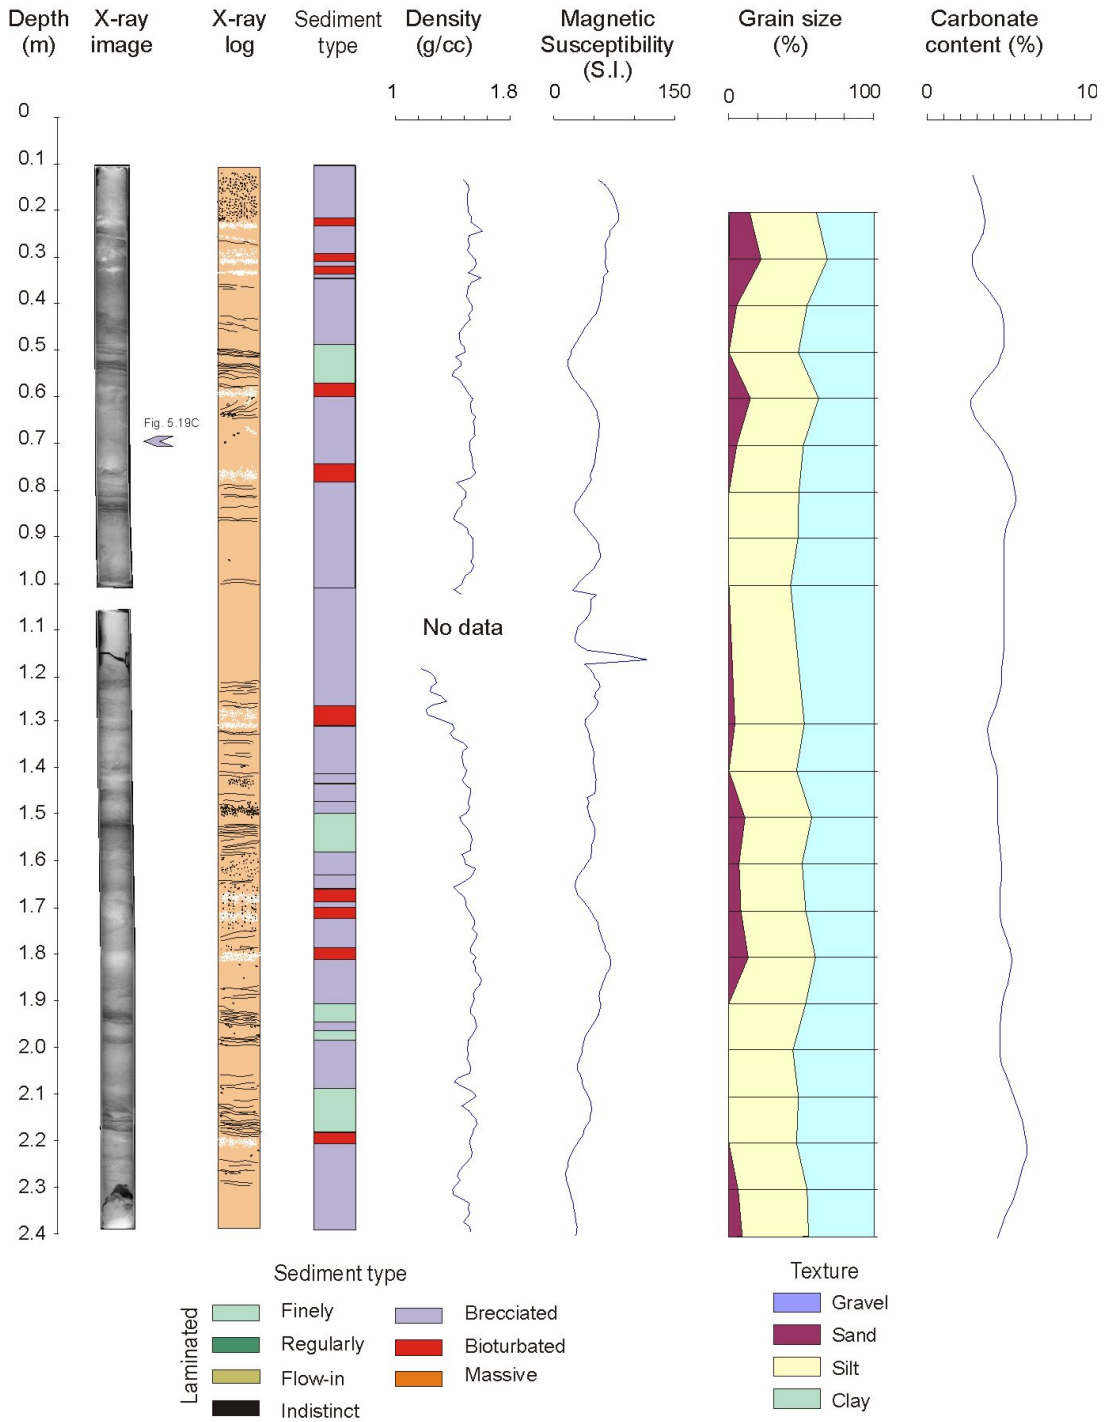 Depth
(m)
X-ray
image
X-ray
log
Sediment
type
Density
(g/cc)
Magnetic
Susceptibility
(S.I.)
Grain size
(%)
Carbonate
content (%)
1 1.8
0 150
0 100
0 10
0
0.1
0.2
0.3
0.4
0.5
0.6
0.7
0.8
0.9
1.0
1.1
1.2
1.3
1.4
1.5
1.6
1.7
1.8
1.9
2.0
2.1
2.2
2.3
2.4
Fig. 5.19C
No data
Sediment type
Laminated
Finely
Regularly
Flow-in
Indistinct
Brecciated
Bioturbated
Massive
Texture
Gravel
Sand
Silt
Clay